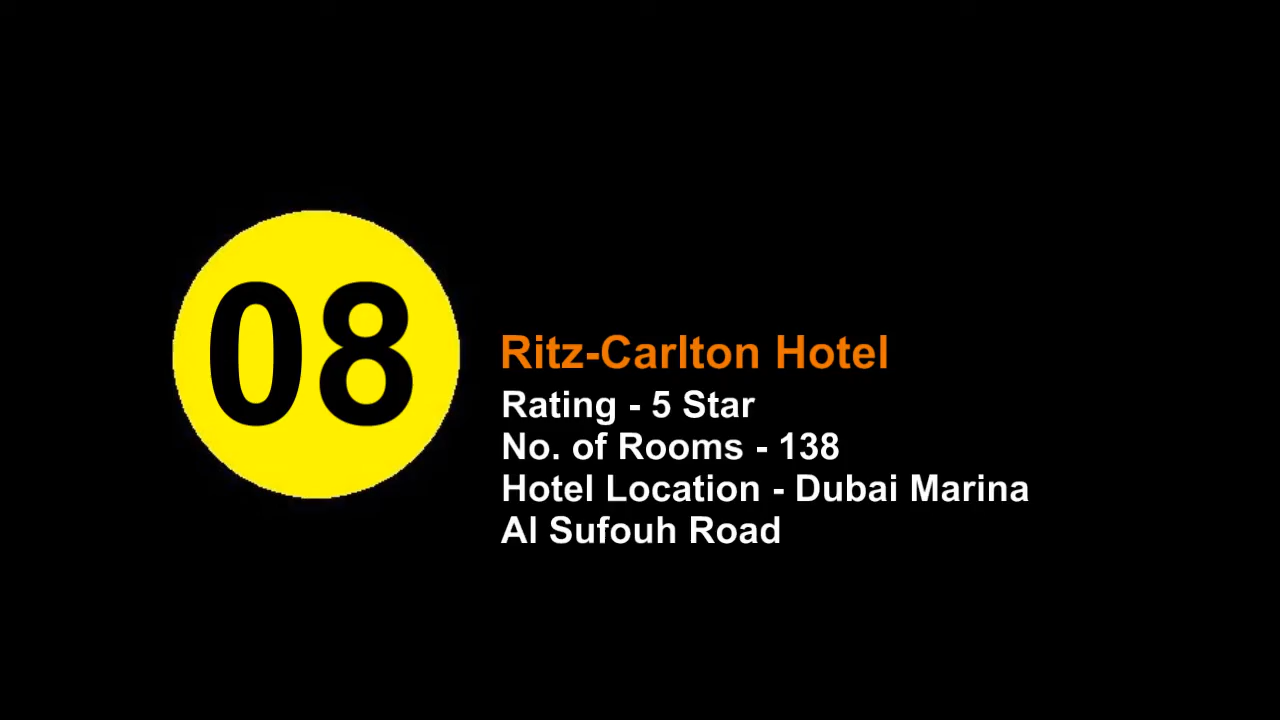 08
Ritz-Carlton Hotel
Rating - 5 Star
No. of Rooms - 138
Hotel Location - Dubai Marina
Al Sufouh Road